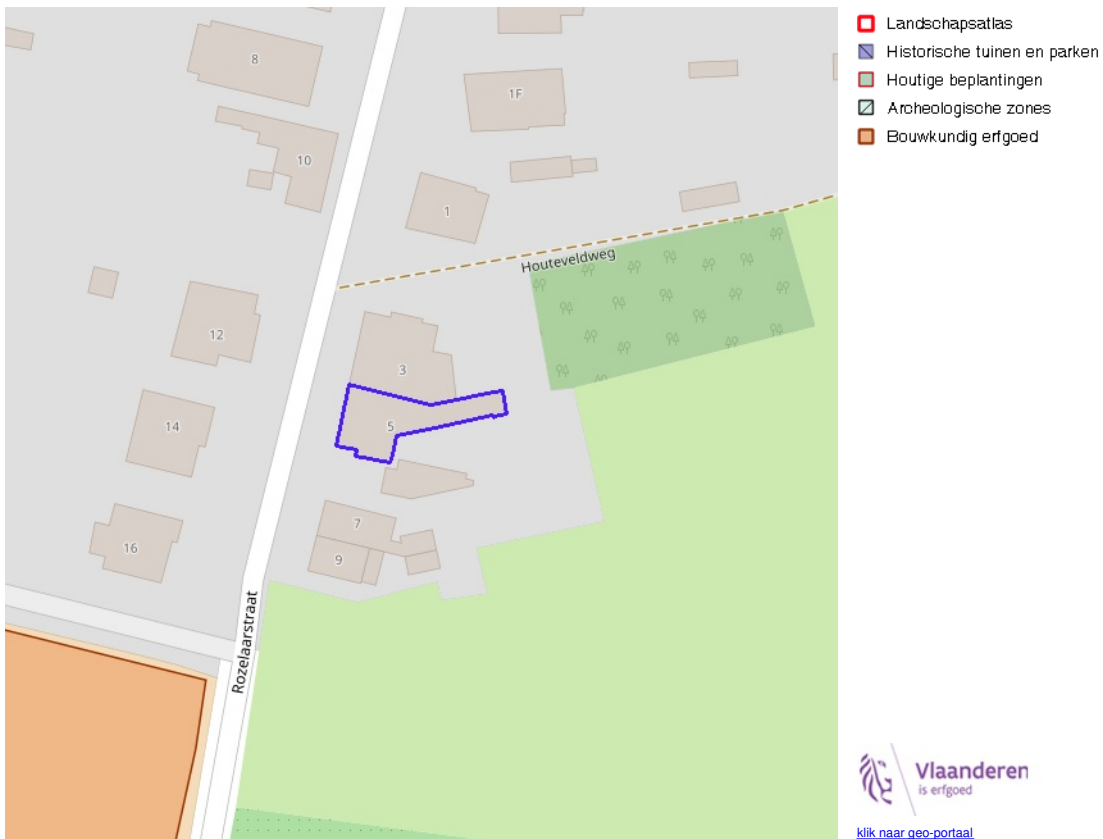 Landschapsatlas
Historische tuinen en parken
Houtige beplantingen
Archeologische zones
Bouwkundig erfgoed
8
1F
10
1
Houteveldweg
12
3
14
5
7
16
9
Rozelaarstraat
Vlaanderen
is erfgoed
klik naar geo-portaal